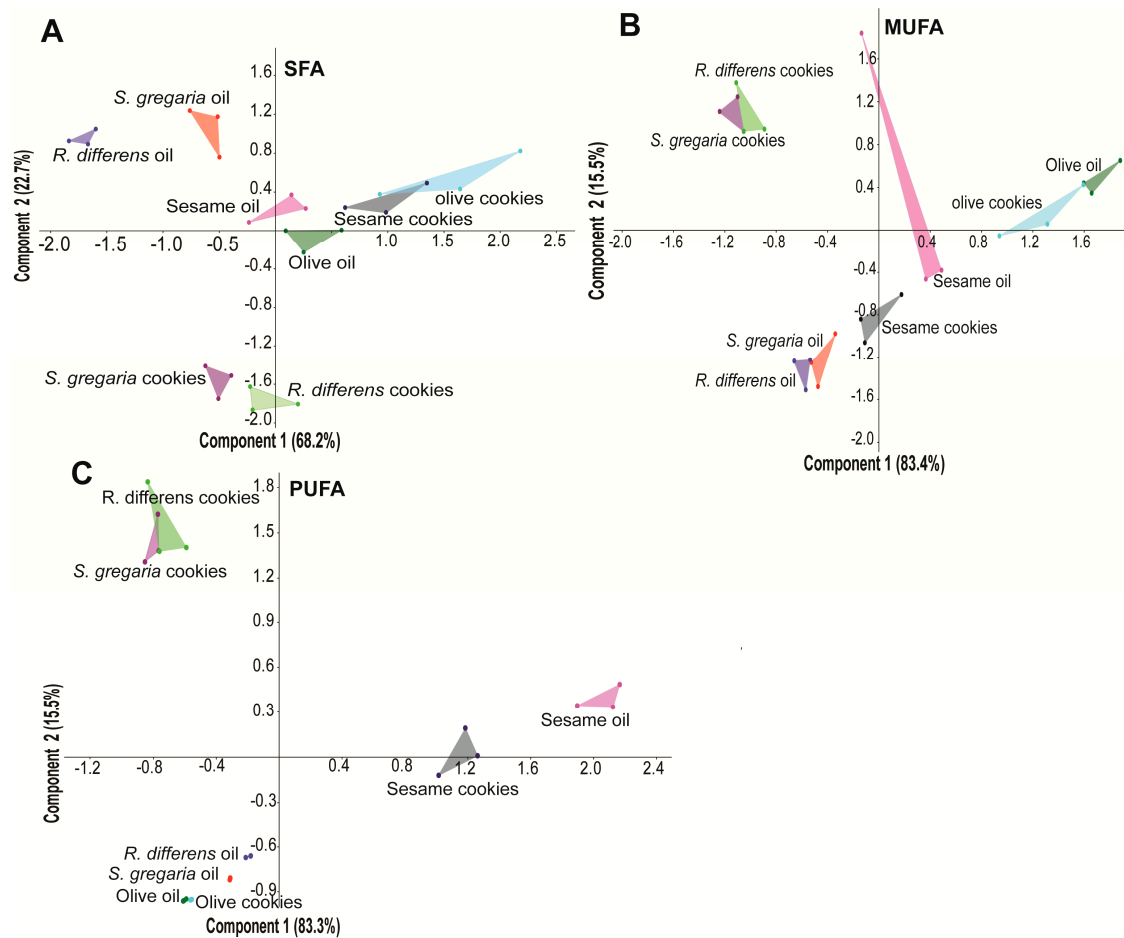 A
SFA
1.6
S. gregaria oil
1.2
R. differens oil
0.8
olive cookies
0.4
Sesame oil
Sesame cookies
-2.0 -1.5 -1.0 -0.5 1.0 1.5 2.0 2.5
Olive oil
-0.4
-0.8
-1.2
S. gregaria cookies
-1.6
R. differens cookies
-2.0
Component 1 (68.2%)
Component 2 (22.7%)
B
MUFA
1.6
R. differens cookies
1.2
S. gregaria cookies
0.8
Olive oil
0.4
olive cookies
-2.0 -1.6 -1.2 -0.8 -0.4 0.4 0.8 1.2 1.6
-0.4
Sesame oil
-0.8
Sesame cookies
S. gregaria oil
-1.2
R. differens oil
-1.6
-2.0
Component 1 (83.4%)
Component 2 (15.5%)
C
PUFA
1.8
R. differens cookies
1.5
S. gregaria cookies
1.2
0.9
0.6
0.3
Sesame oil
-1.2 -0.8 -0.4 0.4 0.8 1.2 1.6 2.0 2.4
Sesame cookies
-0.3
-0.6
R. differens oil
S. gregaria oil
-0.9
Olive oil
Olive cookies
Component 1 (83.3%)
Component 2 (15.5%)